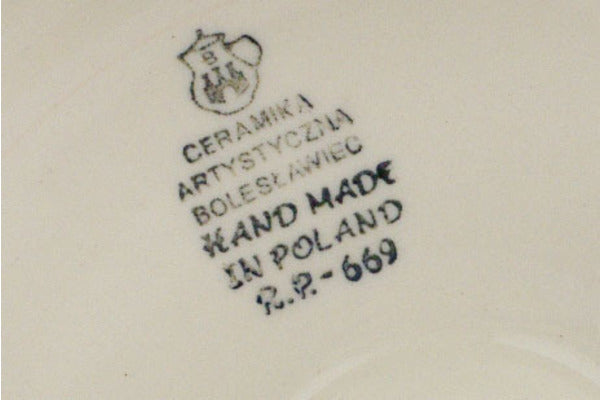 B
CERAMIKA
ARTYSTYCZNA
BOLESŁAWIEC
HAND MADE
IN POLAND
R.P.-669